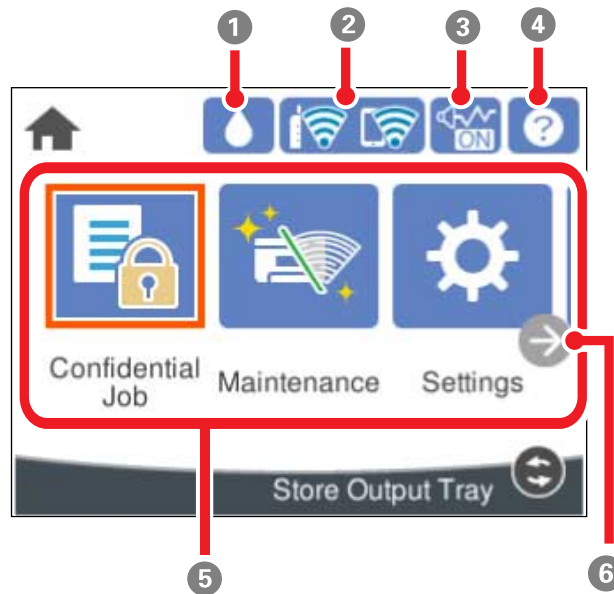 1 2 3 4
ON ?
Confidential
Job
Maintenance
Settings
Store Output Tray
5 6